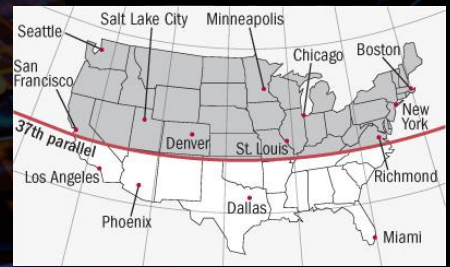 Salt Lake City
Minneapolis
Seattle
Chicago
Boston
San
Francisco
New
York
37th parallel
Denver
St. Louis
Los Angeles
Richmond
Phoenix
Dallas
Miami